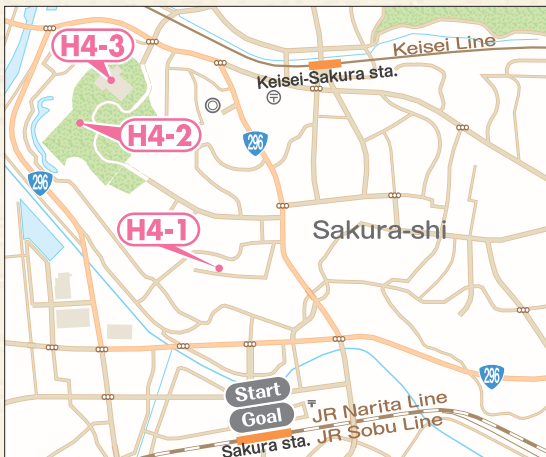 H4-3
Keisei Line
Keisei-Sakura sta.
H4-2
296
296
H4-1
Sakura-shi
296
Start
Goal
JR Narita Line
Sakura sta.
JR Sobu Line